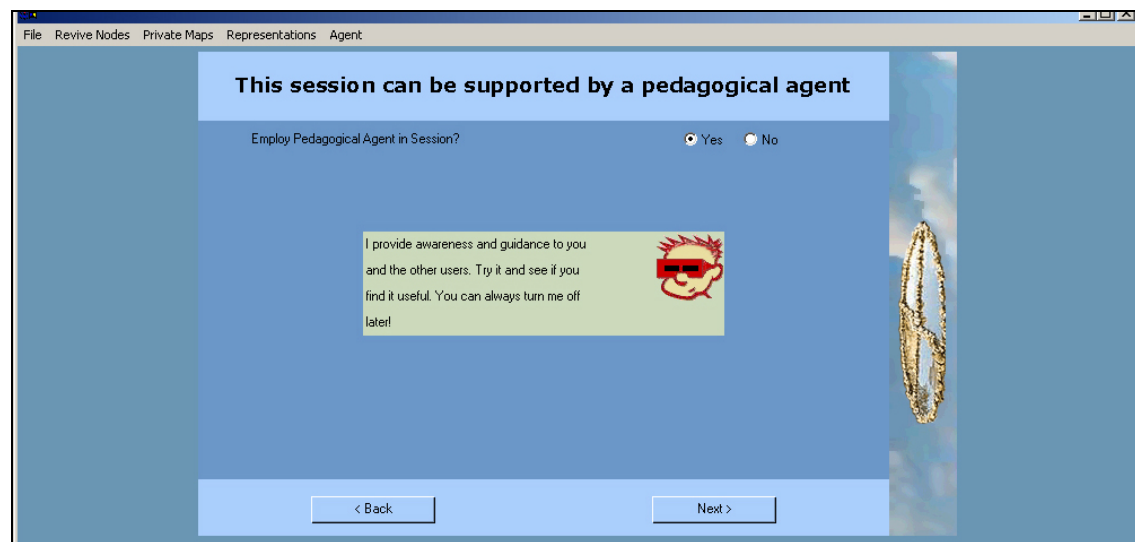 File Revive Nodes Private Maps Representations Agent
This session can be supported by a pedagogical agent
Employ Pedagogical Agent in Session? Yes No
I provide awareness and guidance to you
and the other users. Try it and see if you
find it useful. You can always turn me off
later!
< Back Next >